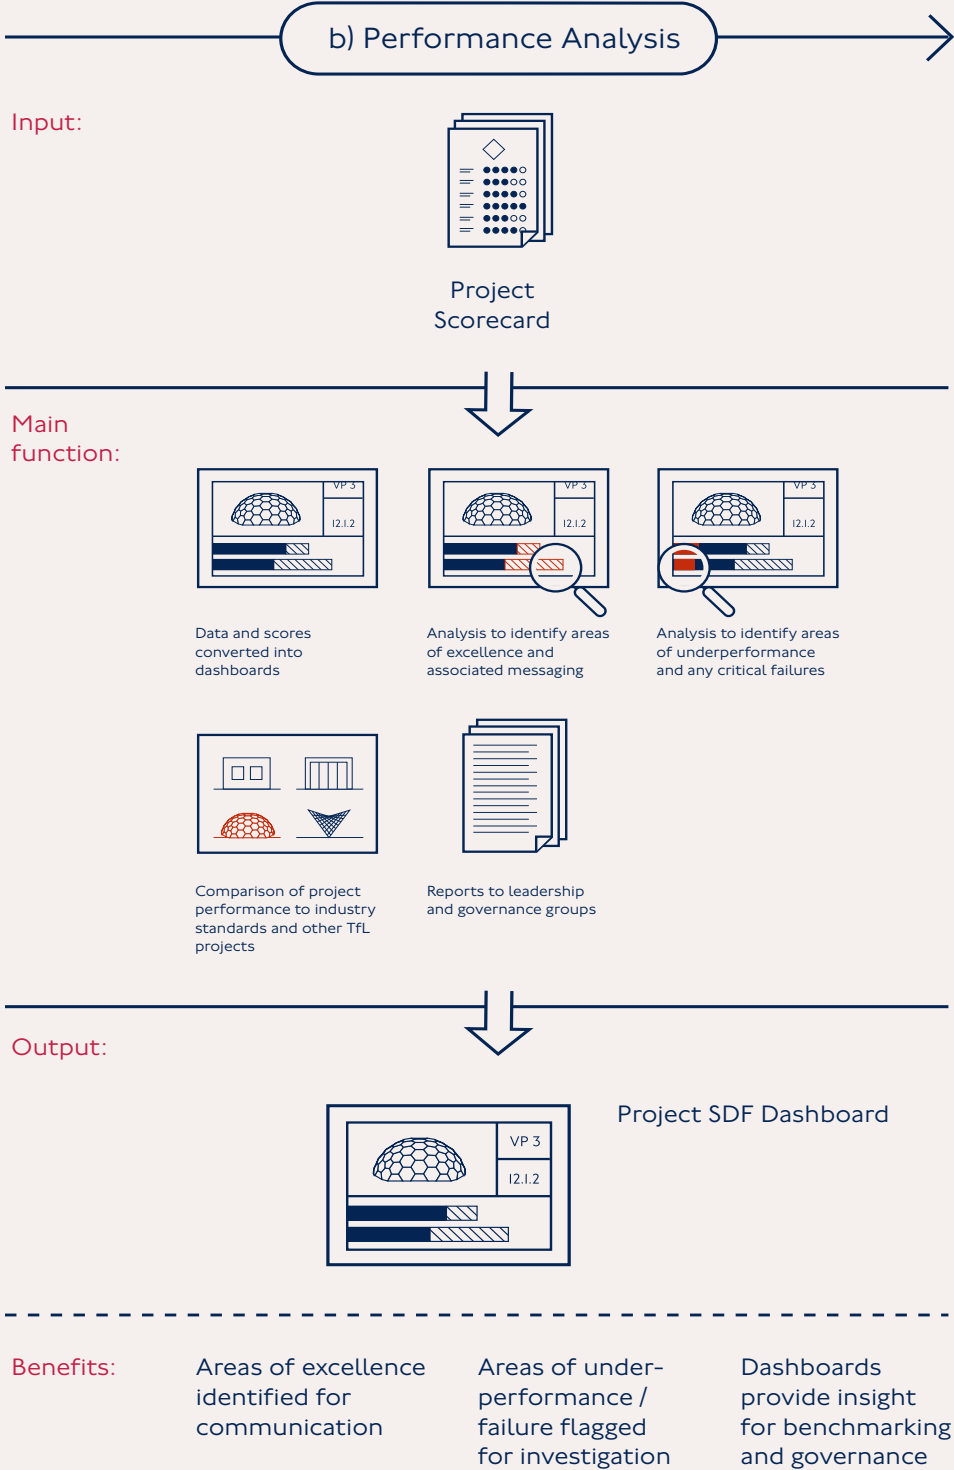 b) Performance Analysis
Input:
Project
Scorecard
Main
function:
VP 3
12.1.2
VP 3
12.1.2
VP 3
12.1.2
Data and scores
converted into
dashboards
Analysis to identify areas
of excellence and
associated messaging
Analysis to identify areas
of underperformance
and any critical failures
Comparison of project
performance to industry
standards and other TfL
projects
Reports to leadership
and governance groups
Output:
Project SDF Dashboard
VP 3
12.1.2
Benefits:
Areas of excellence
identified for
communication
Areas of under-
performance /
failure flagged
for investigation
Dashboards
provide insight
for benchmarking
and governance